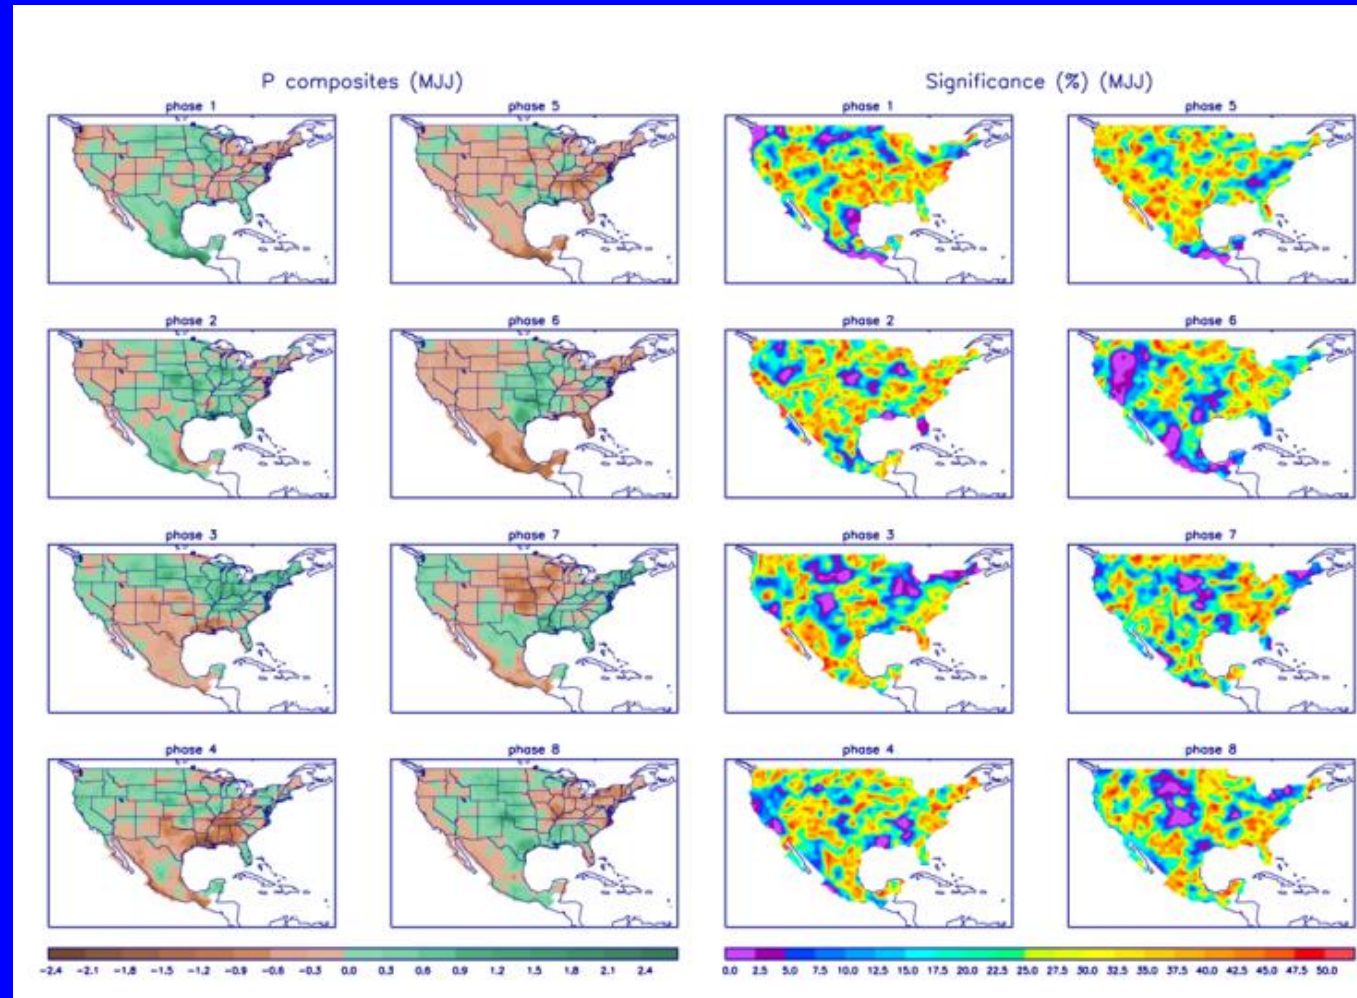 P composites (MJJ)
Significance (%) (MJJ)
phase 1
phase 5
phase 1
phase 5
phase 2
phase 6
phase 2
phase 6
phase 3
phase 7
phase 3
phase 7
phase 4
phase 8
phase 4
phase 8
-2.4 -2.1 -1.8 -1.5 -1.2 -0.9 -0.6 -0.3 0.0 0.3 0.6 0.9 1.2 1.5 1.8 2.1 2.4
0.0 2.5 5.0 7.5 10.0 12.5 15.0 17.5 20.0 22.5 25.0 27.5 30.0 32.5 35.0 37.5 40.0 42.5 45.0 47.5 50.0